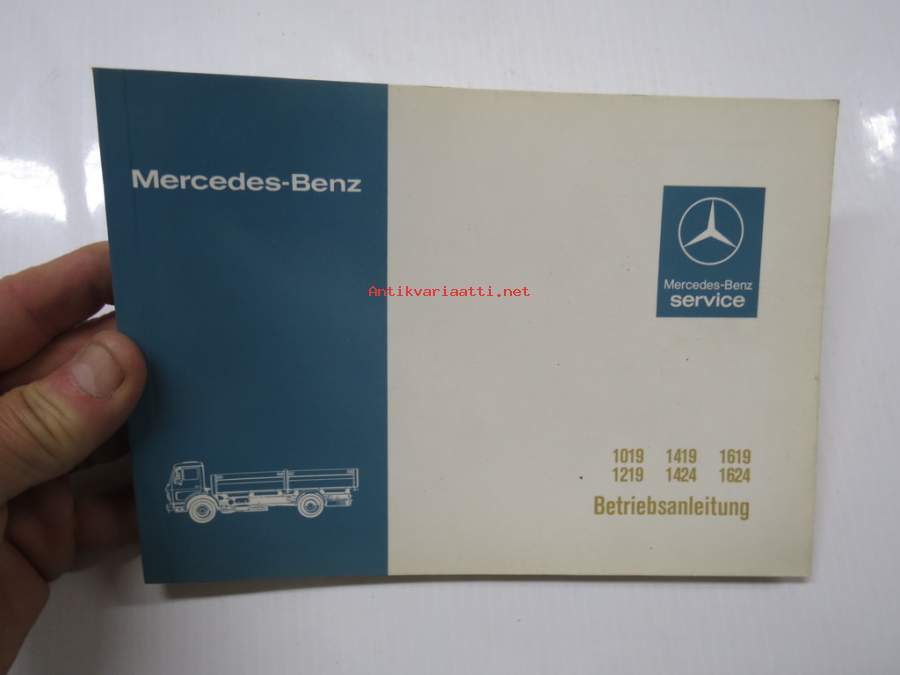 Mercedes-Benz
Antikvariaatti.net
Mercedes-Benz
service
1019 1419 1619
1219 1424 1624
Betriebsanleitung